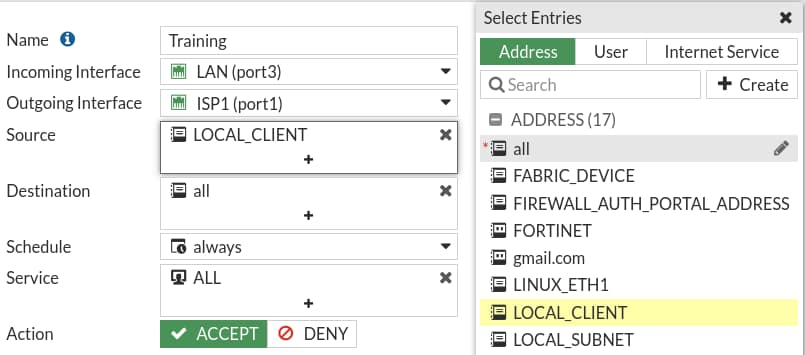 Name
Training
Incoming Interface
LAN (port3)
Outgoing Interface
ISP1 (port1)
Source
LOCAL_CLIENT
+
Destination
all
+
Schedule
always
Service
ALL
+
Action
ACCEPT
DENY
Select Entries
Address
User
Internet Service
Search
+ Create
ADDRESS (17)
* all
FABRIC_DEVICE
FIREWALL_AUTH_PORTAL_ADDRESS
FORTINET
gmail.com
LINUX_ETH1
LOCAL_CLIENT
LOCAL_SUBNET